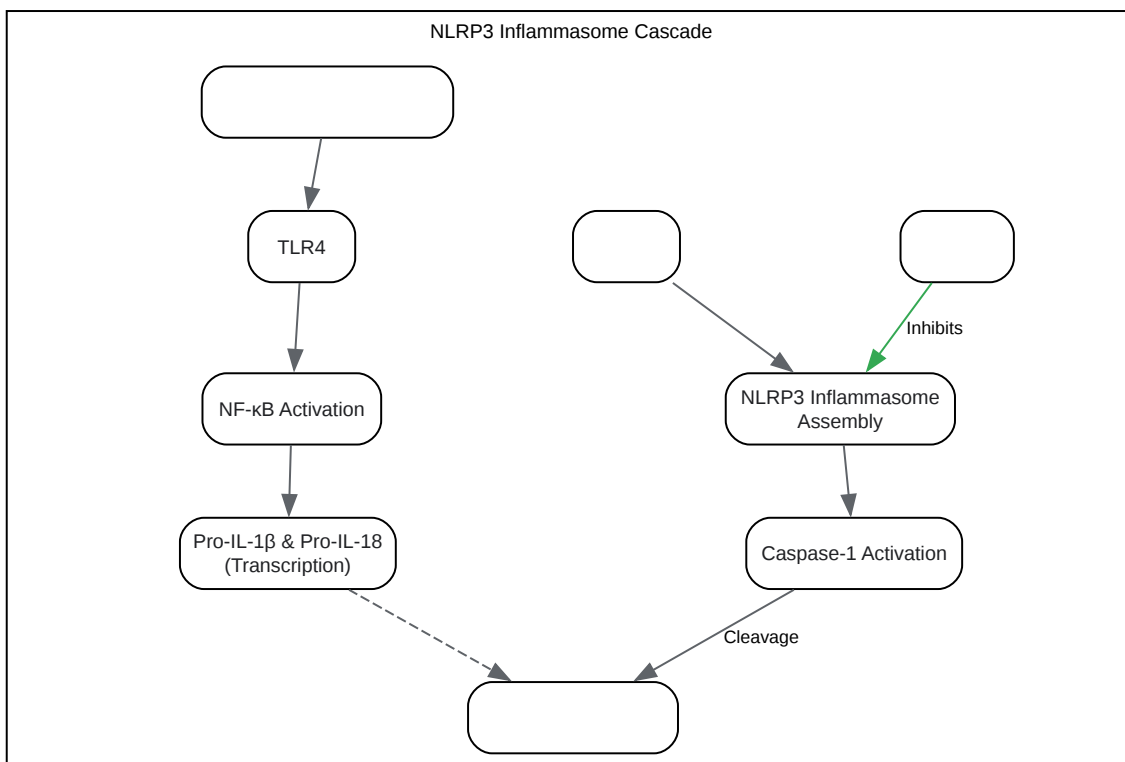 NLRP3 Inflammasome Cascade
TLR4
Inhibits
NF-κB Activation
NLRP3 Inflammasome
Assembly
Pro-IL-1β & Pro-IL-18
(Transcription)
Caspase-1 Activation
Cleavage